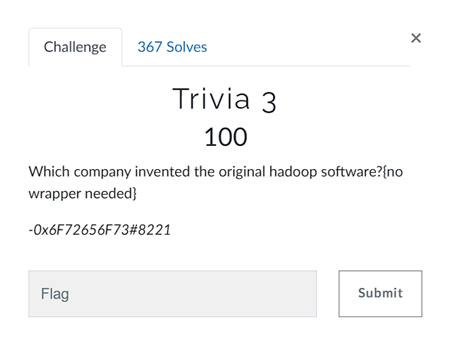 Challenge
367 Solves
×
Trivia 3
100
Which company invented the original hadoop software?{no
wrapper needed}
-0x6F72656F73#8221
Flag
Submit